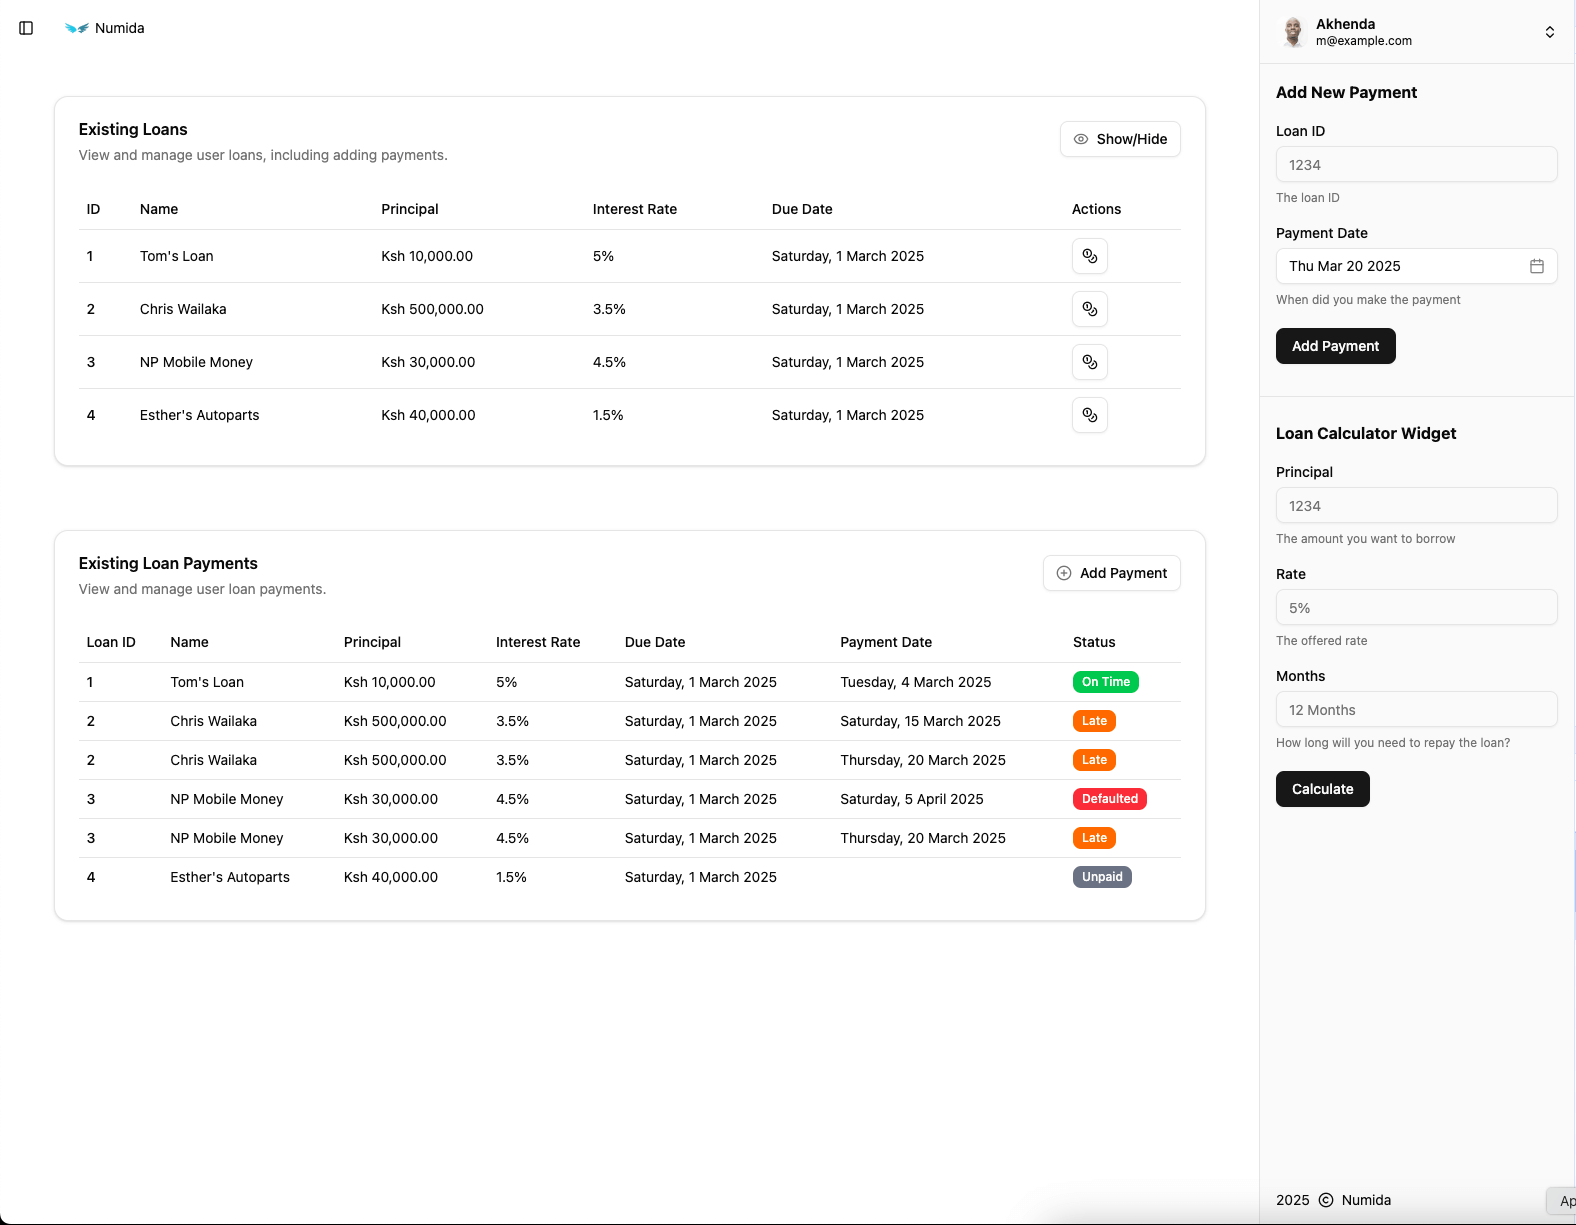 Numida
Existing Loans
View and manage user loans, including adding payments.
Show/Hide
ID Name Principal Interest Rate Due Date Actions
1 Tom's Loan Ksh 10,000.00 5% Saturday, 1 March 2025
2 Chris Wailaka Ksh 500,000.00 3.5% Saturday, 1 March 2025
3 NP Mobile Money Ksh 30,000.00 4.5% Saturday, 1 March 2025
4 Esther's Autoparts Ksh 40,000.00 1.5% Saturday, 1 March 2025
Existing Loan Payments
View and manage user loan payments.
Add Payment
Loan ID Name Principal Interest Rate Due Date Payment Date Status
1 Tom's Loan Ksh 10,000.00 5% Saturday, 1 March 2025 Tuesday, 4 March 2025 On Time
2 Chris Wailaka Ksh 500,000.00 3.5% Saturday, 1 March 2025 Saturday, 15 March 2025 Late
2 Chris Wailaka Ksh 500,000.00 3.5% Saturday, 1 March 2025 Thursday, 20 March 2025 Late
3 NP Mobile Money Ksh 30,000.00 4.5% Saturday, 1 March 2025 Saturday, 5 April 2025 Defaulted
3 NP Mobile Money Ksh 30,000.00 4.5% Saturday, 1 March 2025 Thursday, 20 March 2025 Late
4 Esther's Autoparts Ksh 40,000.00 1.5% Saturday, 1 March 2025 Unpaid
Akhenda
m@example.com
Add New Payment
Loan ID
1234
The loan ID
Payment Date
Thu Mar 20 2025
When did you make the payment
Add Payment
Loan Calculator Widget
Principal
1234
The amount you want to borrow
Rate
5%
The offered rate
Months
12 Months
How long will you need to repay the loan?
Calculate
2025 © Numida